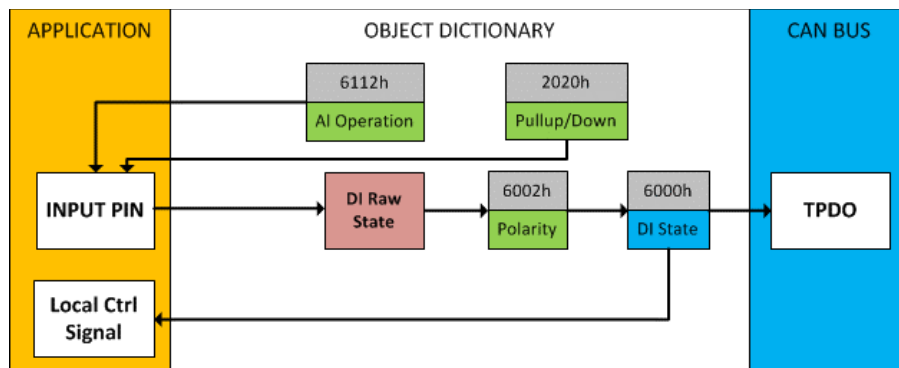 APPLICATION
OBJECT DICTIONARY
CAN BUS
6112h
AI Operation
2020h
Pullup/Down
INPUT PIN
DI Raw
State
6002h
Polarity
6000h
DI State
TPDO
Local Ctrl
Signal